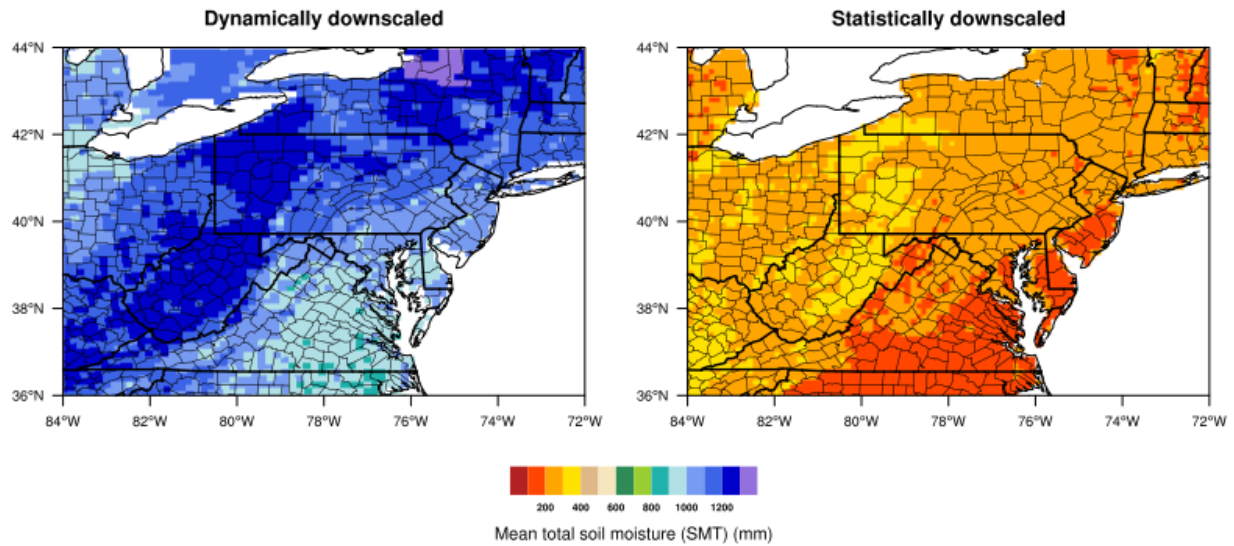 Dynamically downscaled
Statistically downscaled
44°N
42°N
40°N
38°N
36°N
84°W 82°W 80°W 78°W 76°W 74°W 72°W
44°N
42°N
40°N
38°N
36°N
84°W 82°W 80°W 78°W 76°W 74°W 72°W
200 400 600 800 1000 1200
Mean total soil moisture (SMT) (mm)